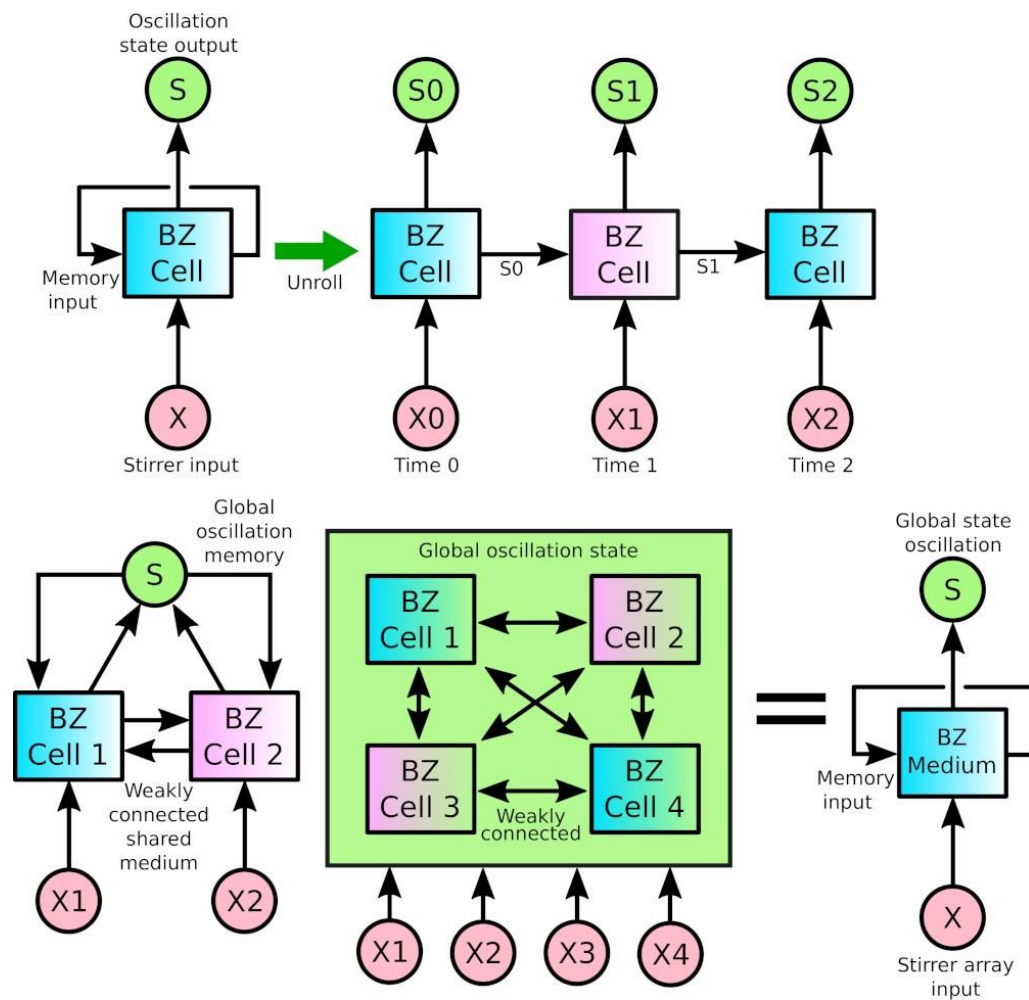 Oscillation
state output
S
S0
S1
S2
BZ
Cell
BZ
Cell
BZ
Cell
BZ
Cell
Memory
input
Unroll
S0
S1
X
X0
X1
X2
Stirrer input
Time 0
Time 1
Time 2
Global
oscillation
memory
S
BZ
Cell 1
BZ
Cell 2
Weakly
connected
shared
medium
X1
X2
Global oscillation state
BZ
Cell 1
BZ
Cell 2
BZ
Cell 3
BZ
Cell 4
Weakly
connected
X1
X2
X3
X4
=
Global state
oscillation
S
BZ
Medium
Memory
input
X
Stirrer array
input